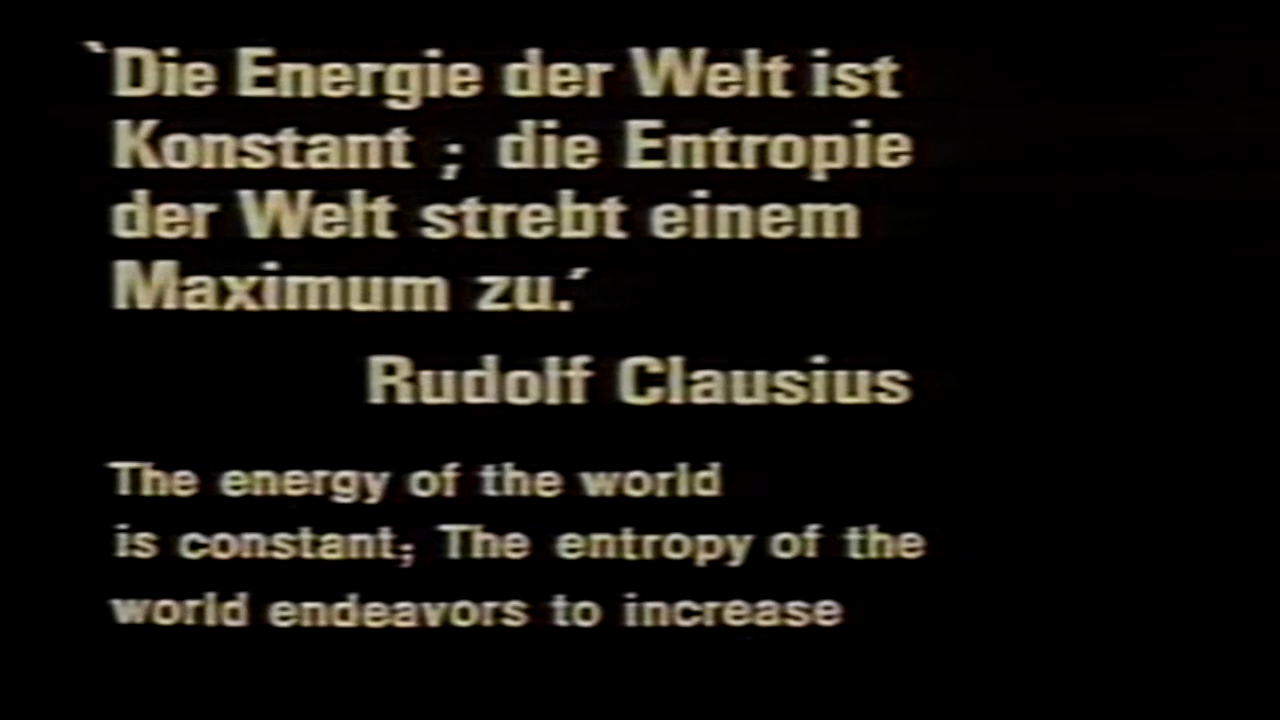 `Die Energie der Welt ist
Konstant ; die Entropie
der Welt strebt einem
Maximum zu.´
Rudolf Clausius
The energy of the world
is constant; The entropy of the
world endeavors to increase